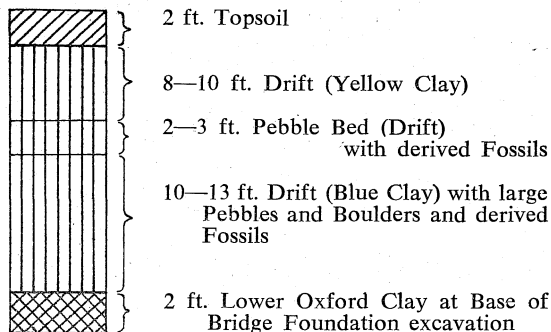 2 ft. Topsoil
8—10 ft. Drift (Yellow Clay)
2—3 ft. Pebble Bed (Drift)
with derived Fossils
10—13 ft. Drift (Blue Clay) with large
Pebbles and Boulders and derived
Fossils
2 ft. Lower Oxford Clay at Base of
Bridge Foundation excavation